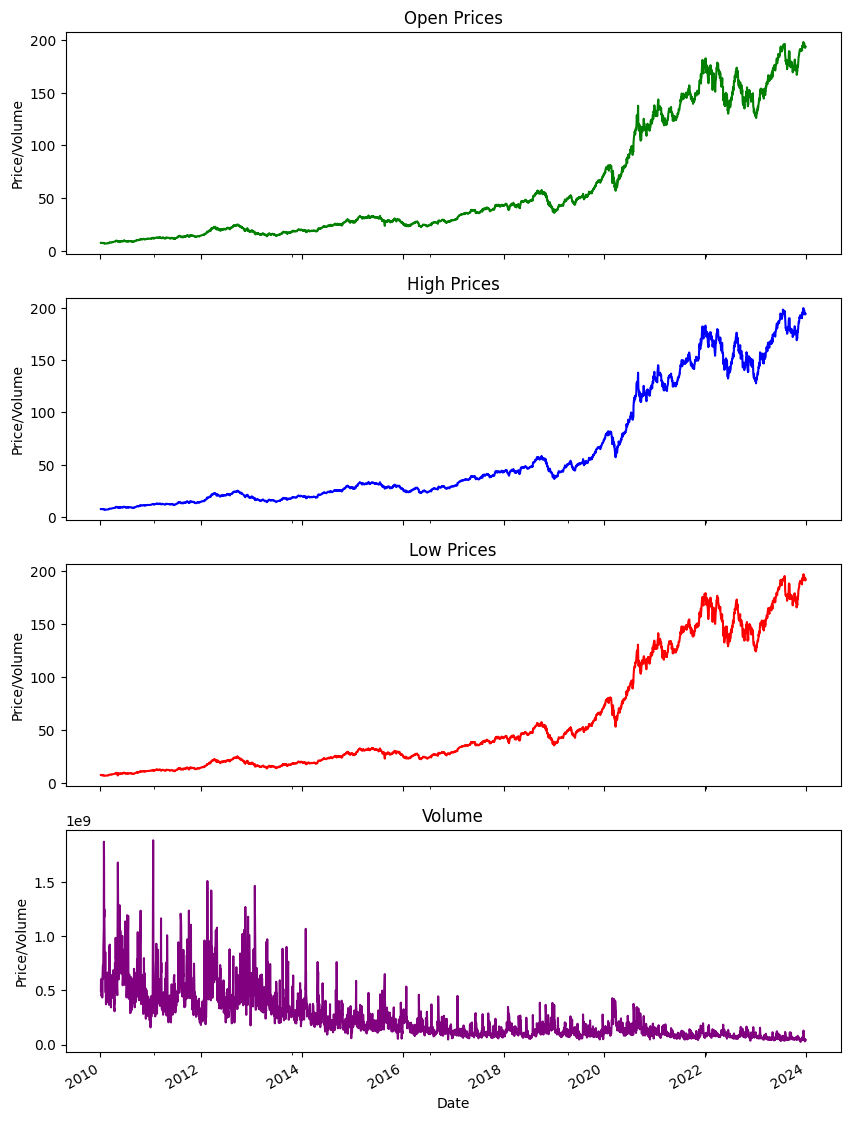 Open Prices
200
150
100
50
0
Price/Volume
High Prices
200
150
100
50
0
Price/Volume
Low Prices
200
150
100
50
0
Price/Volume
Volume
1e9
1.5
1.0
0.5
0.0
Price/Volume
2010 2012 2014 2016 2018 2020 2022 2024
Date